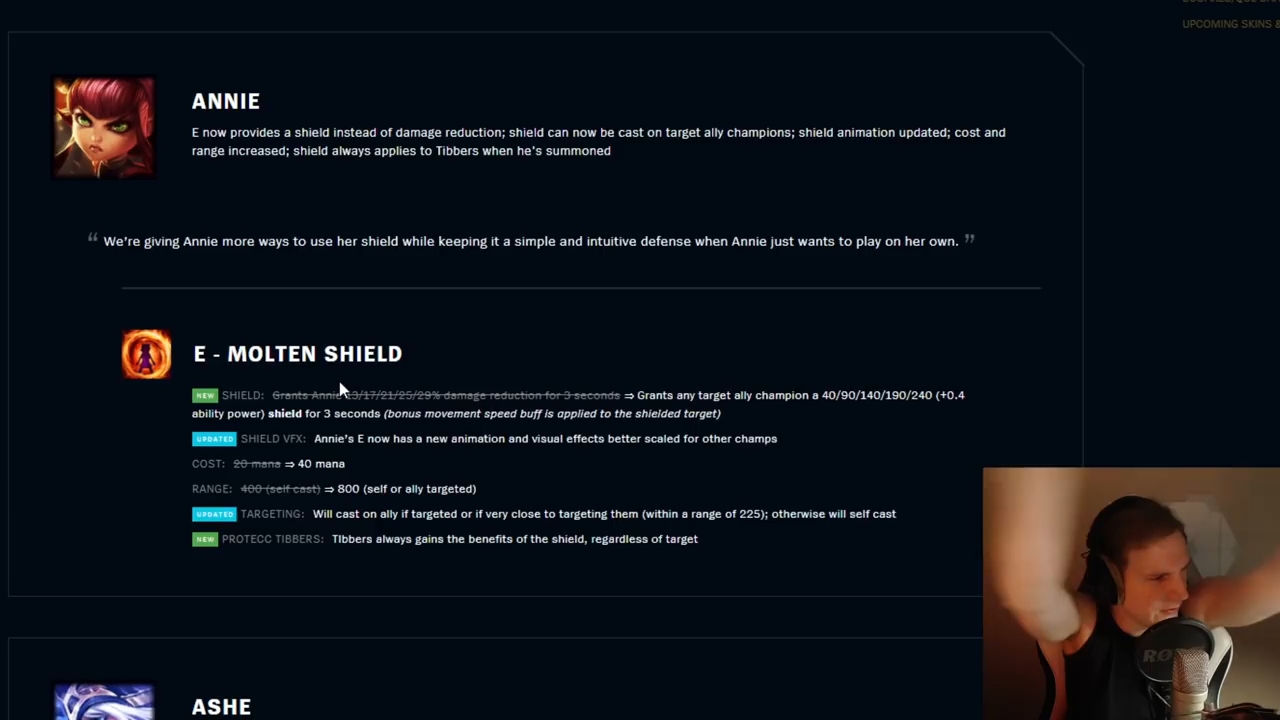 UPCOMING SKINS &
ANNIE
E now provides a shield instead of damage reduction; shield can now be cast on target ally champions; shield animation updated; cost and
range increased; shield always applies to Tibbers when he's summoned
“ We're giving Annie more ways to use her shield while keeping it a simple and intuitive defense when Annie just wants to play on her own. ”
E - MOLTEN SHIELD
NEW SHIELD: Grants Annie 13/17/21/25/29% damage reduction for 3 seconds ⇒ Grants any target ally champion a 40/90/140/190/240 (+0.4
ability power) shield for 3 seconds (bonus movement speed buff is applied to the shielded target)
UPDATED SHIELD VFX: Annie's E now has a new animation and visual effects better scaled for other champs
COST: 20 mana ⇒ 40 mana
RANGE: 400 (self cast) ⇒ 800 (self or ally targeted)
UPDATED TARGETING: Will cast on ally if targeted or if very close to targeting them (within a range of 225); otherwise will self cast
NEW PROTECC TIBBERS: TIbbers always gains the benefits of the shield, regardless of target
RØDE
ASHE